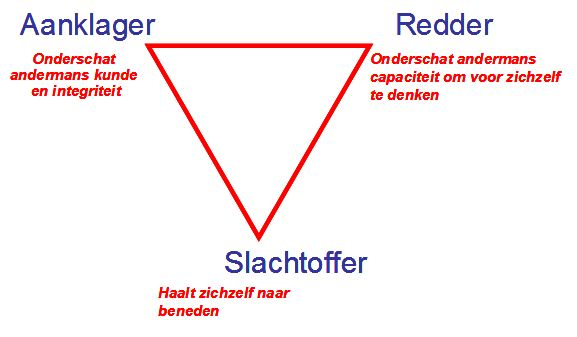 Aanklager
Onderschat
andermans kunde
en integriteit
Redder
Onderschat andermans
capaciteit om voor zichzelf
te denken
Slachtoffer
Haalt zichzelf naar
beneden